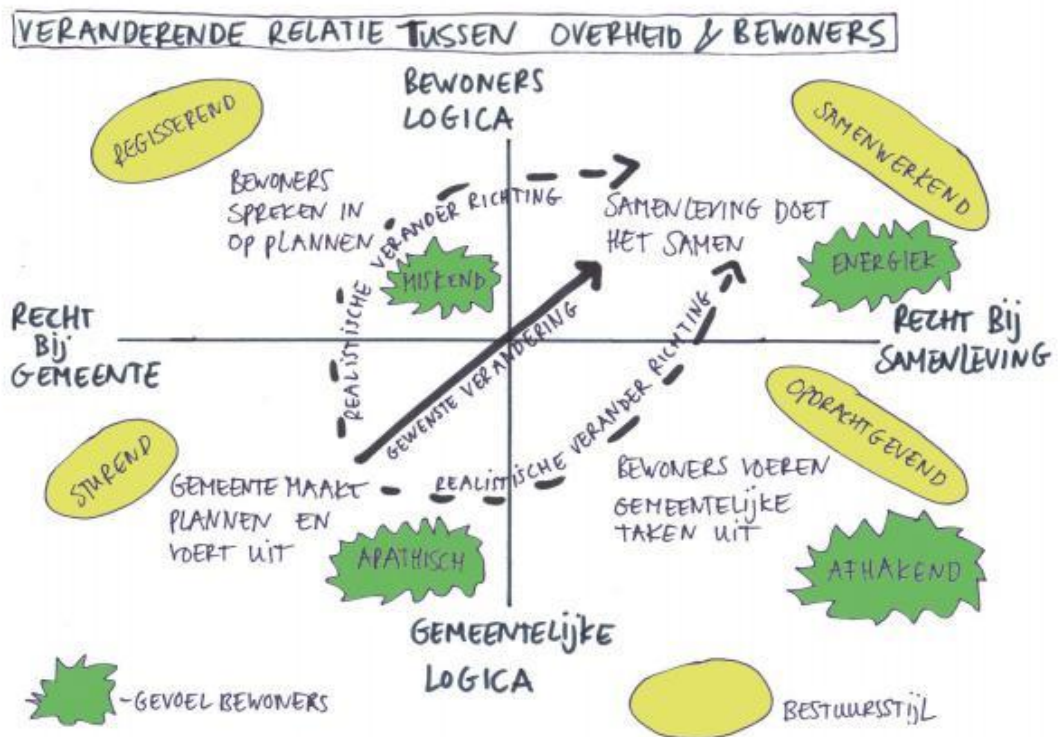 VERANDERENDE RELATIE TUSSEN OVERHEID & BEWONERS
BEWONERS
LOGICA
REGISSEREND
SAMENWERKEND
BEWONERS
SPREKEN IN
OP PLANNEN
REALISTISCHE VERANDER RICHTING
SAMENLEVING DOET
HET SAMEN
MISKEND
ENERGIEK
RECHT
Bij
GEMEENTE
RECHT Bij
SAMENLEVING
GEWENSTE VERANDERING
REALISTISCHE VERANDER RICHTING
STUREND
OPDRACHTGEVEND
GEMEENTE MAAKT
PLANNEN EN
VOERT UIT
BEWONERS VOEREN
GEMEENTELIJKE
TAKEN UIT
APATHISCH
AFHAKEND
GEMEENTELIJKE
LOGICA
-GEVOEL BEWONERS
BESTUURSSTIJL